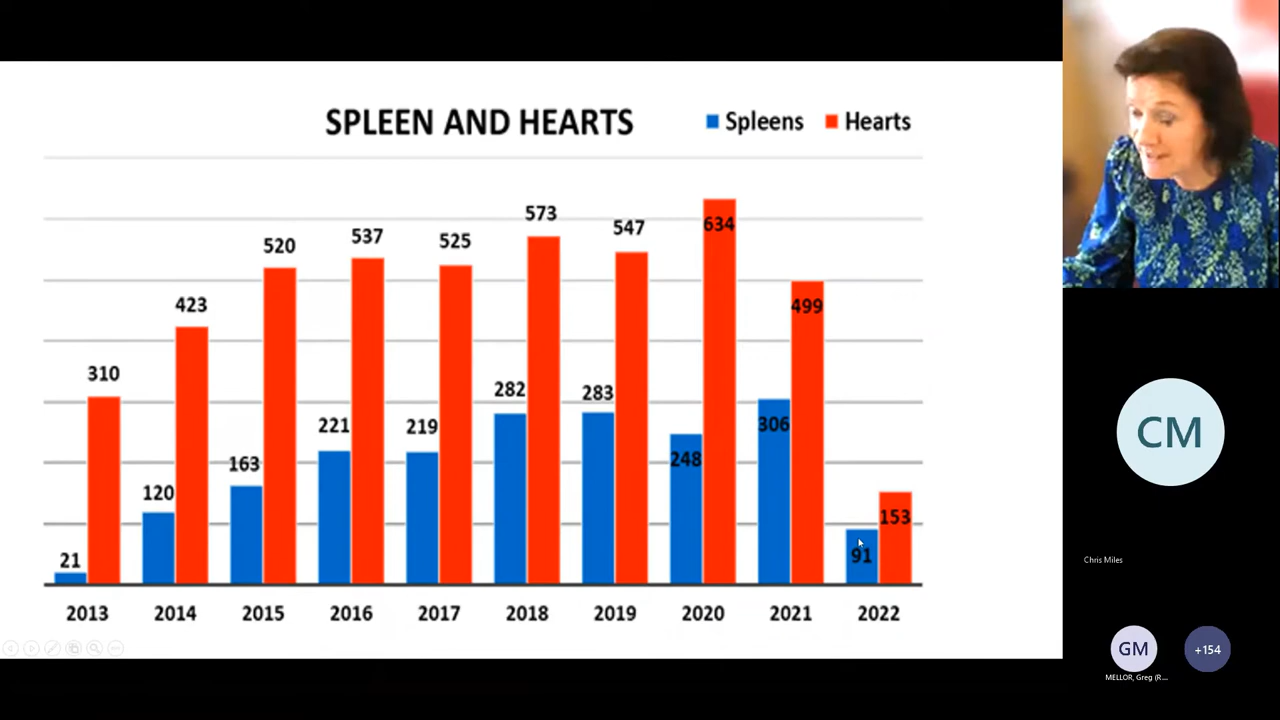 SPLEEN AND HEARTS
Spleens Hearts
573 634
520 537 525 547
423 499
310
282 283 306
221 219 248
120 163 153
21 91
2013 2014 2015 2016 2017 2018 2019 2020 2021 2022
CM
Chris Miles
GM +154
MELLOR, Greg (R...